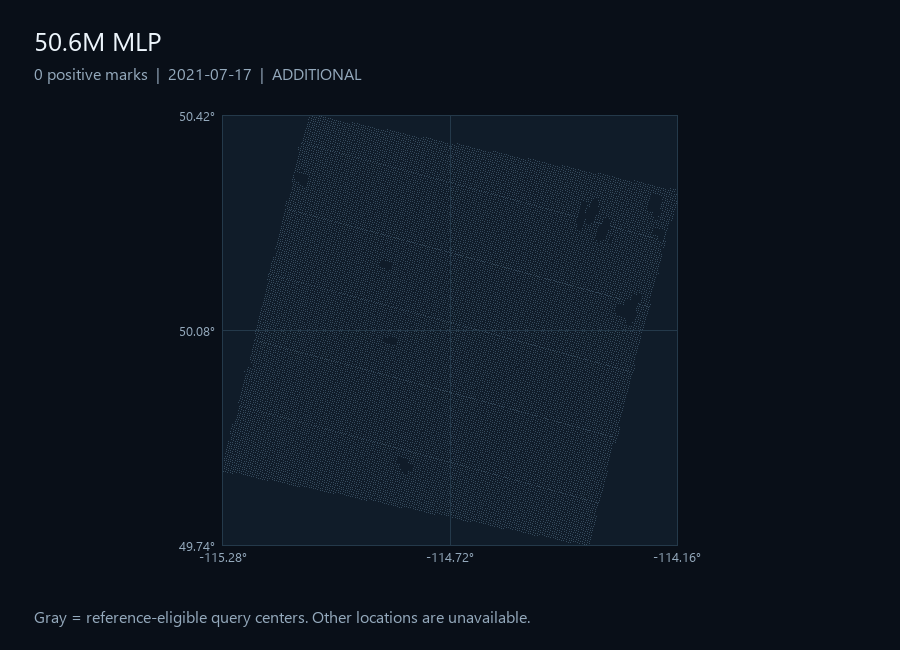 50.6M MLP
0 positive marks | 2021-07-17 | ADDITIONAL
50.42°
50.08°
49.74°
-115.28°
-114.72°
-114.16°
Gray = reference-eligible query centers. Other locations are unavailable.